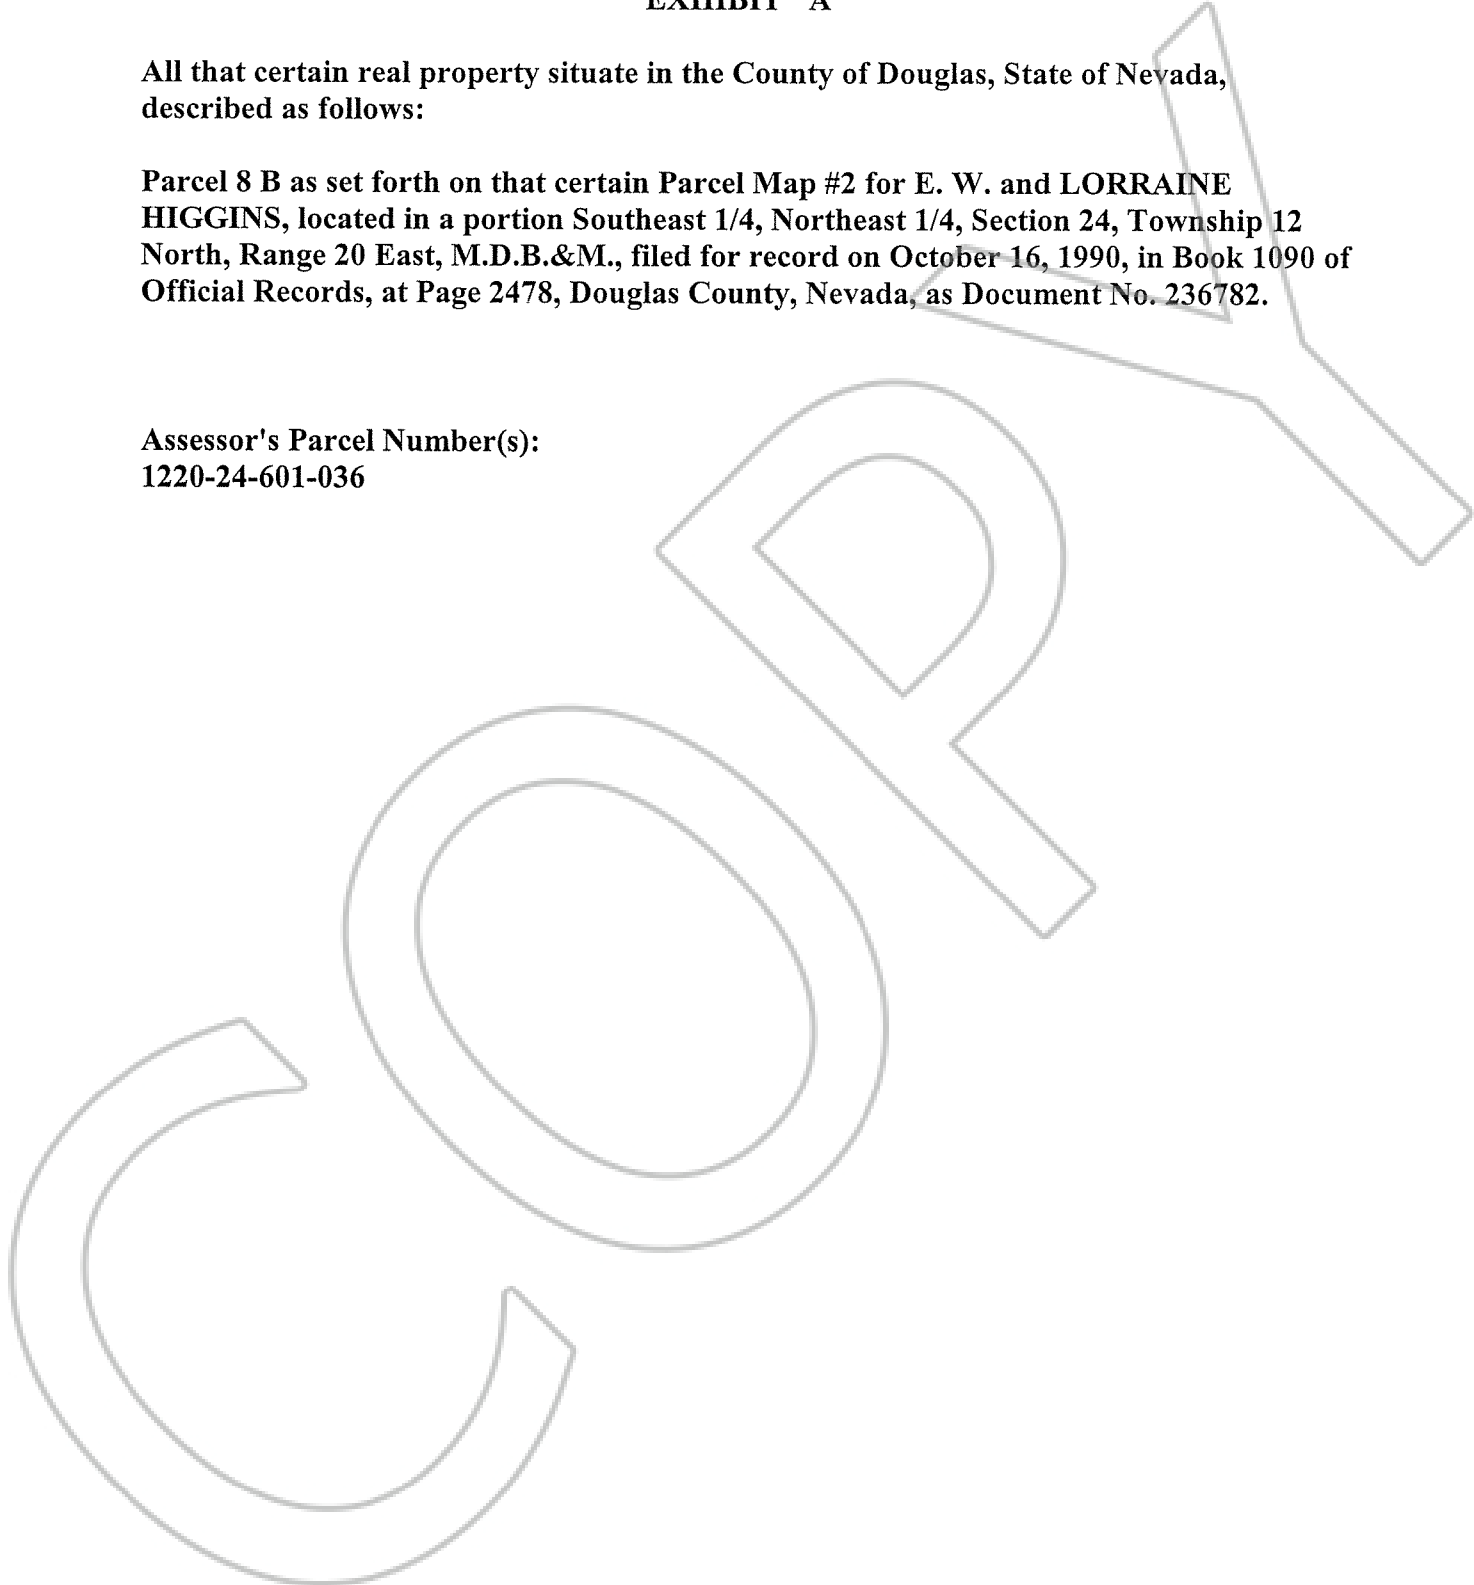 EXHIBIT "A"
All that certain real property situate in the County of Douglas, State of Nevada,
described as follows:
Parcel 8 B as set forth on that certain Parcel Map #2 for E. W. and LORRAINE
HIGGINS, located in a portion Southeast 1/4, Northeast 1/4, Section 24, Township 12
North, Range 20 East, M.D.B.&M., filed for record on October 16, 1990, in Book 1090 of
Official Records, at Page 2478, Douglas County, Nevada, as Document No. 236782.
Assessor's Parcel Number(s):
1220-24-601-036
COPY